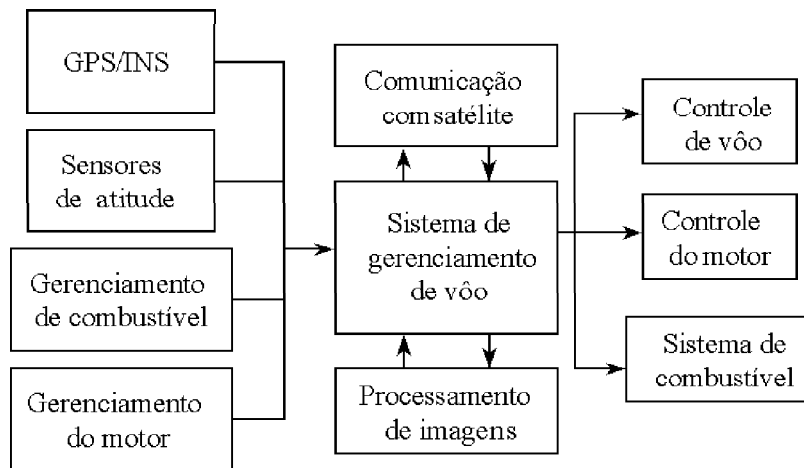 GPS/INS
Sensores
de atitude
Gerenciamento
de combustível
Gerenciamento
do motor
Comunicação
com satélite
Sistema de
gerenciamento
de vôo
Processamento
de imagens
Controle
de vôo
Controle
do motor
Sistema de
combustível